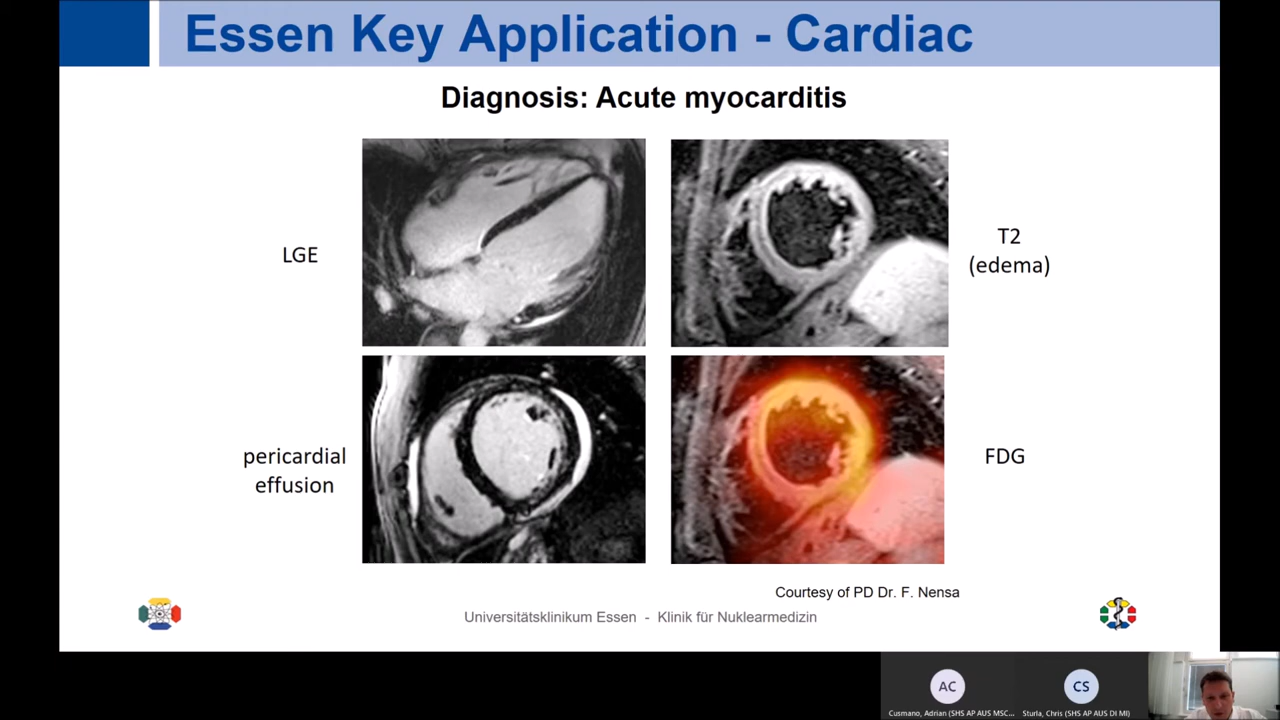 Essen Key Application - Cardiac
Diagnosis: Acute myocarditis
LGE
T2
(edema)
pericardial
effusion
FDG
Courtesy of PD Dr. F. Nensa
Universitätsklinikum Essen - Klinik für Nuklearmedizin
AC
CS
Cusmano, Adrian (SHS AP AUS MSC...
Sturla, Chris (SHS AP AUS DI MI)